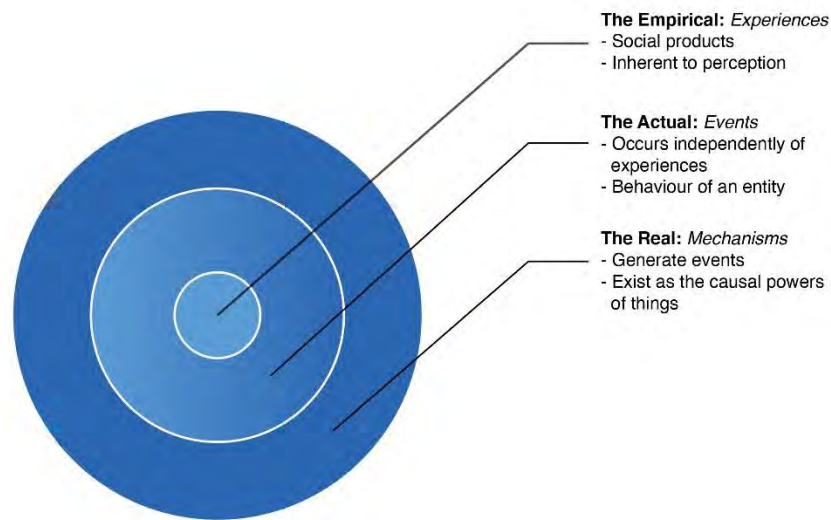 The Empirical: Experiences
- Social products
- Inherent to perception
The Actual: Events
- Occurs independently of
experiences
- Behaviour of an entity
The Real: Mechanisms
- Generate events
- Exist as the causal powers
of things